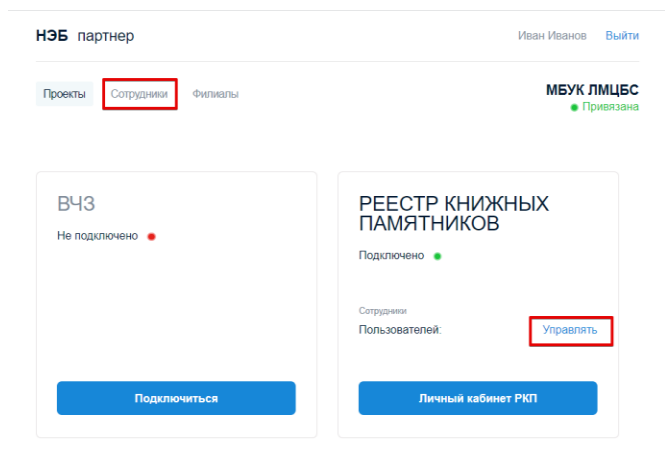 НЭБ партнер
Иван Иванов Выйти
Проекты Сотрудники Филиалы
МБУК ЛМЦБС
Привязана
ВЧЗ
Не подключено
Подключиться
РЕЕСТР КНИЖНЫХ
ПАМЯТНИКОВ
Подключено
Сотрудники
Пользователей: Управлять
Личный кабинет РКП